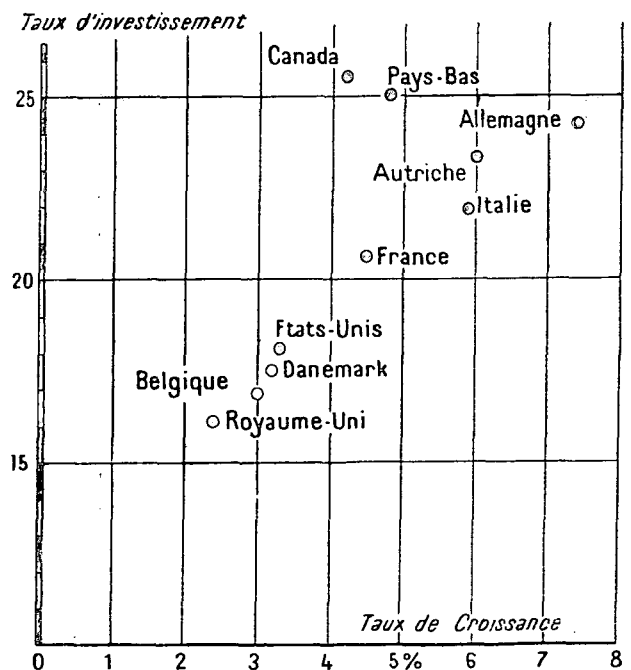 Taux d'investissement
Canada
Pays-Bas
25
Allemagne
Autriche
Italie
France
20
Ftats-Unis
Danemark
Belgique
Royaume-Uni
15
10
Taux de Croissance
0 1 2 3 4 5% 6 7 8